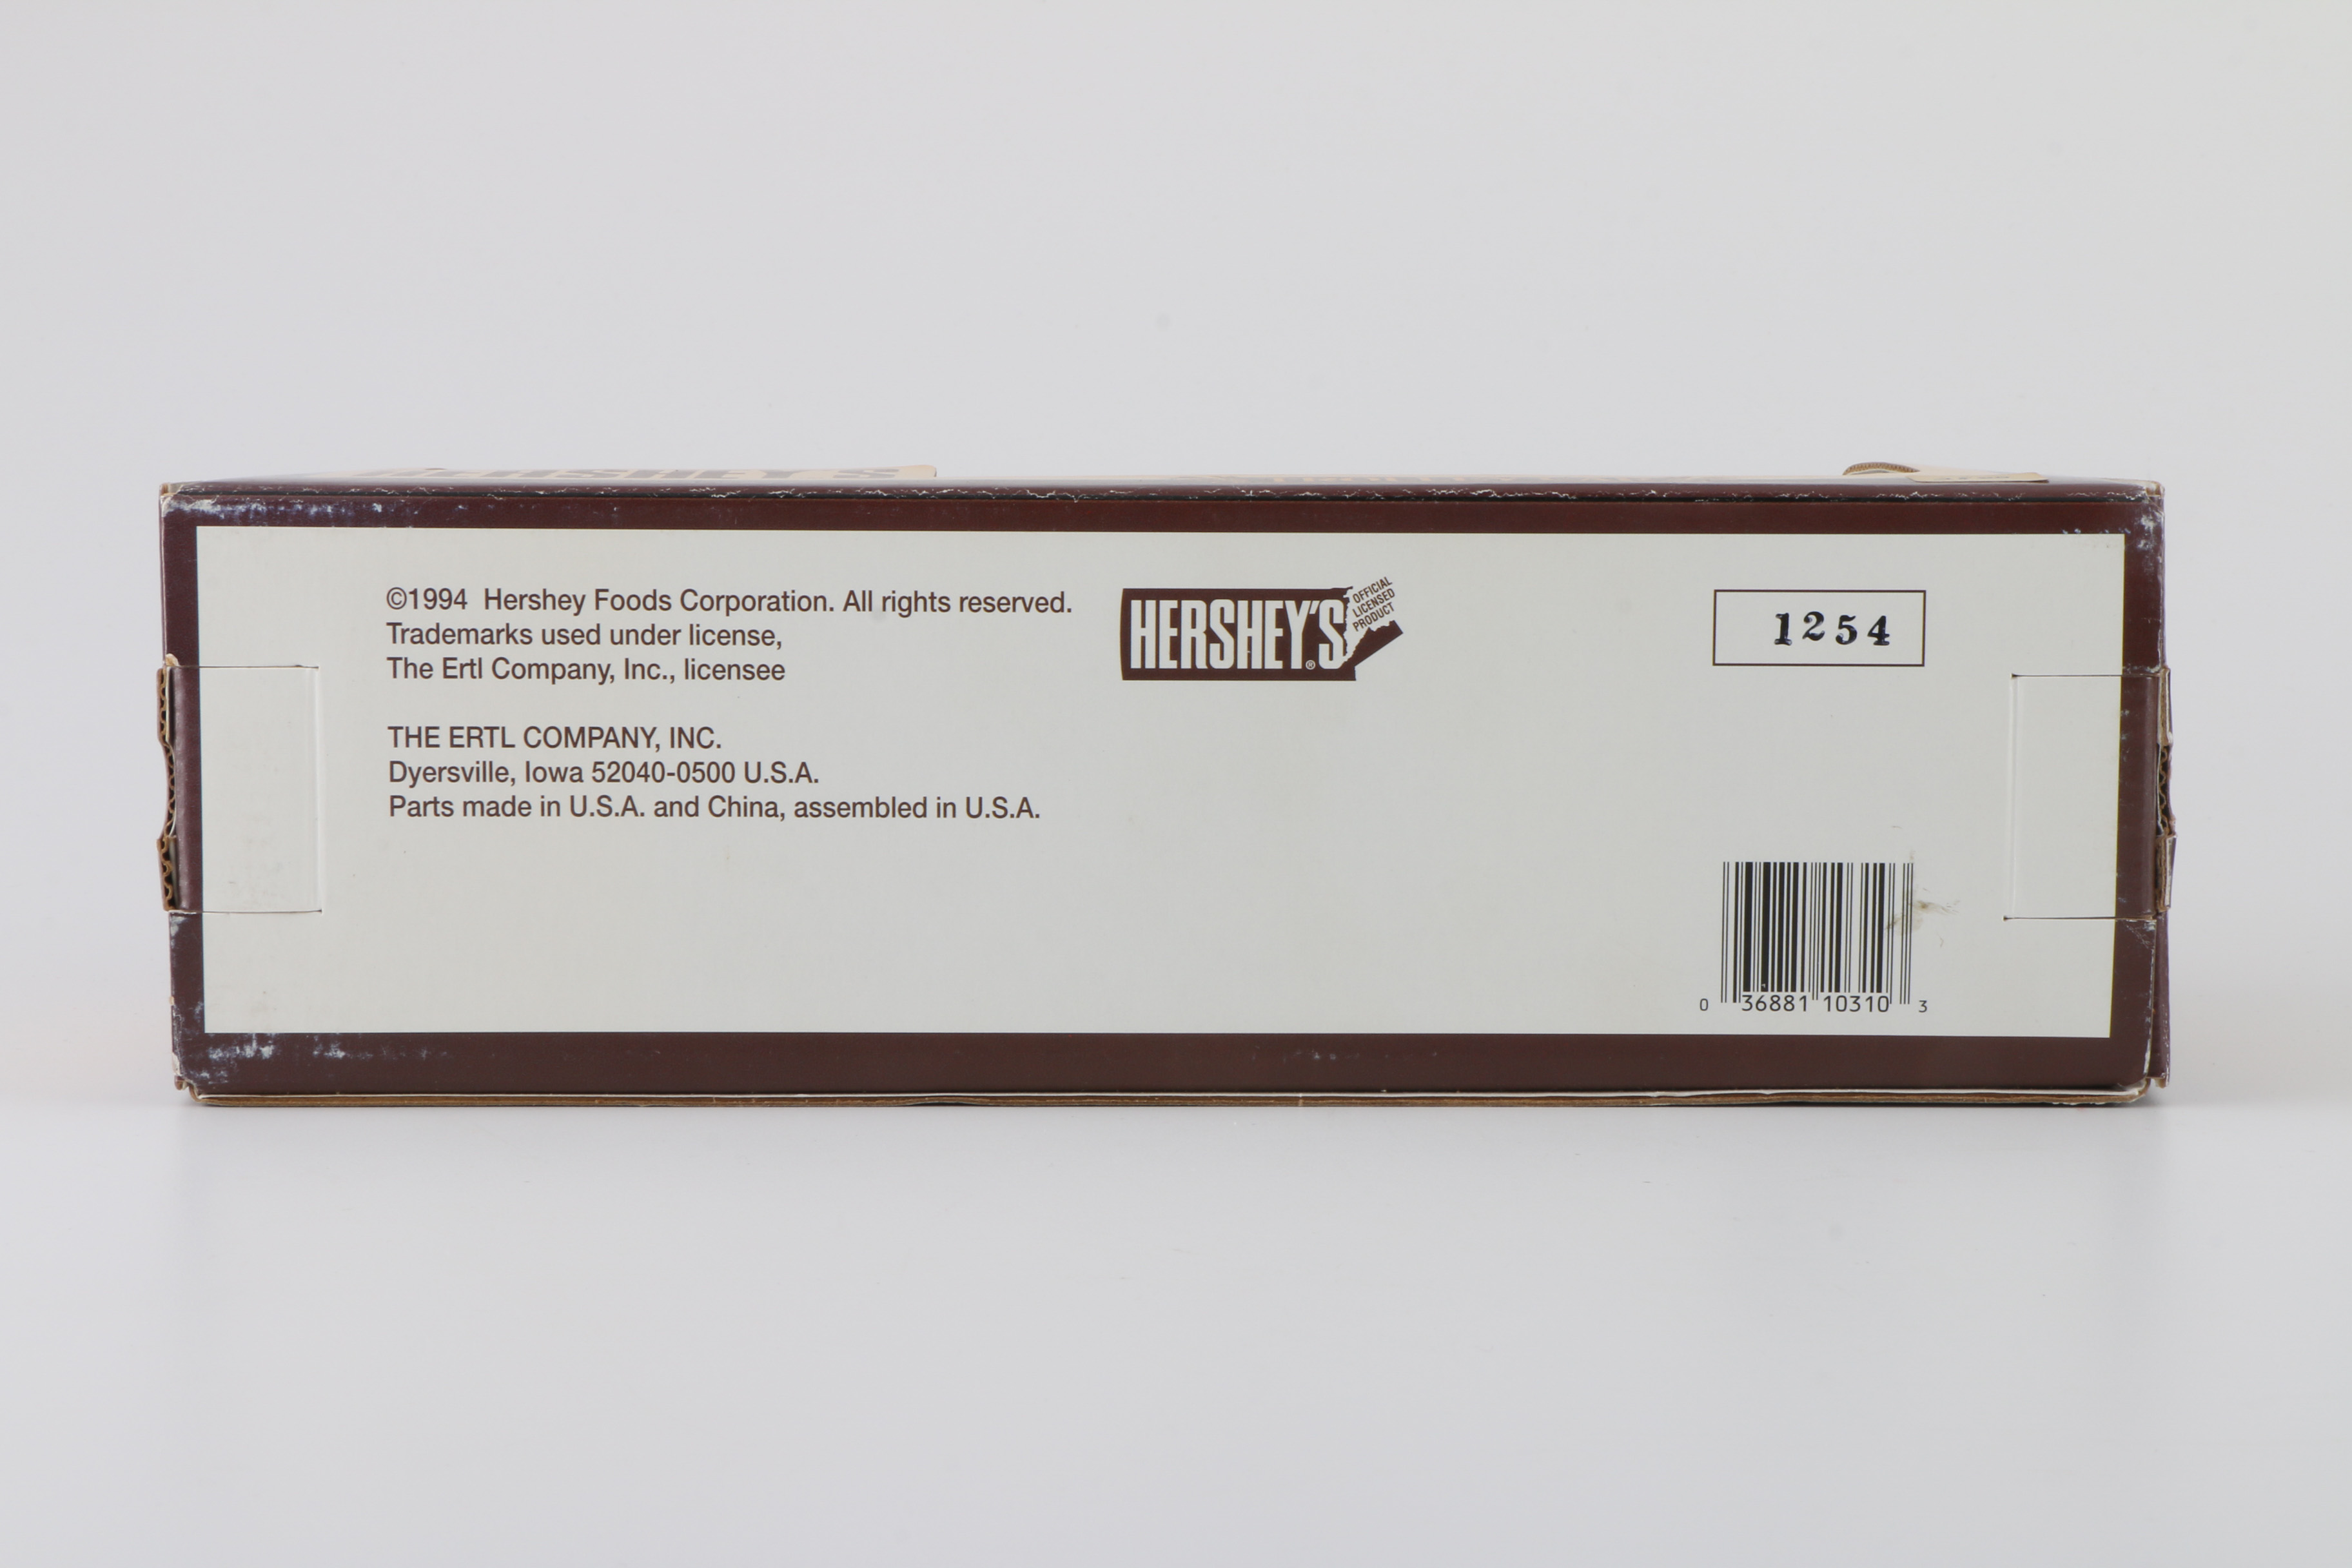 ©1994 Hershey Foods Corporation. All rights reserved.
Trademarks used under license,
The Ertl Company, Inc., licensee
THE ERTL COMPANY, INC.
Dyersville, Iowa 52040-0500 U.S.A.
Parts made in U.S.A. and China, assembled in U.S.A.
HERSHEY'S®
OFFICIAL
LICENSED
PRODUCT
1254
0 36881 10310 3